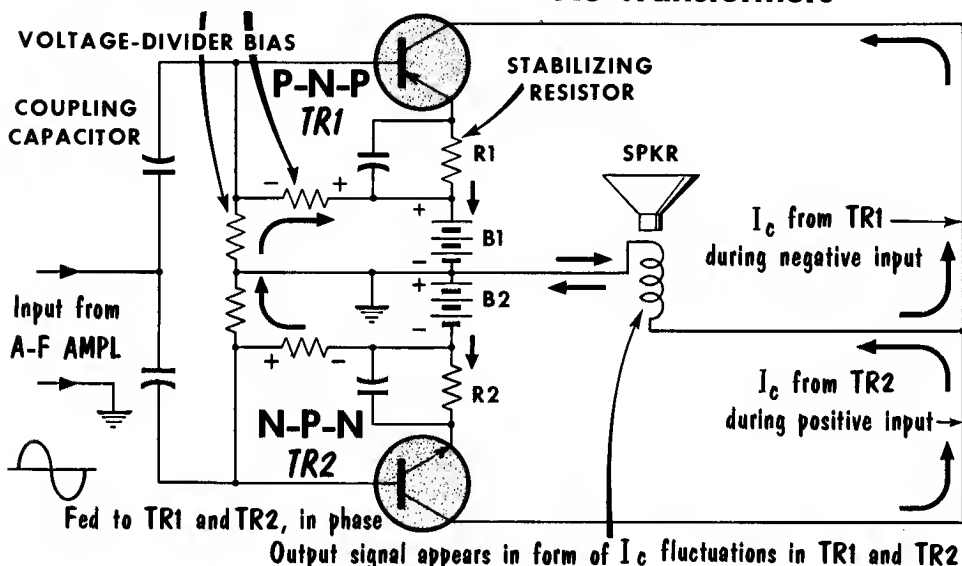 Transformers
VOLTAGE-DIVIDER BIAS
COUPLING
CAPACITOR
P-N-P
TR1
STABILIZING
RESISTOR
R1
SPKR
- +
+
B1
-
I_c from TR1
during negative input
Input from
A-F AMPL
+
B2
-
+ -
R2
I_c from TR2
during positive input
N-P-N
TR2
Fed to TR1 and TR2, in phase
Output signal appears in form of I_c fluctuations in TR1 and TR2